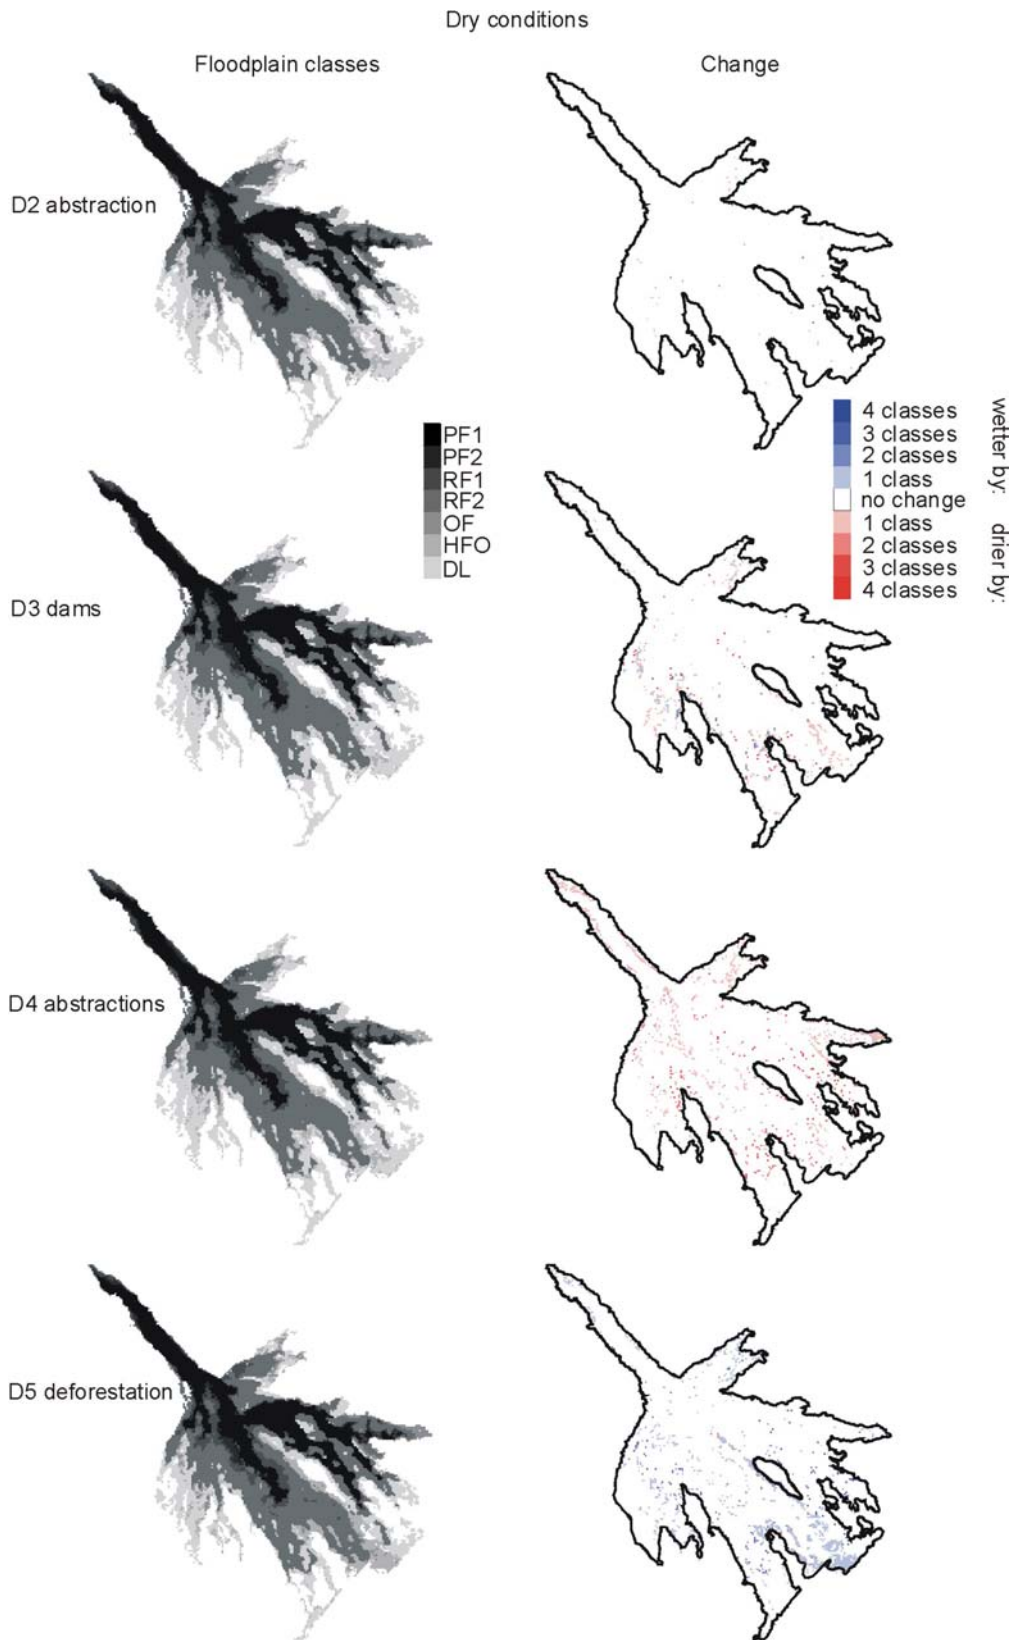 Dry conditions
Floodplain classes
Change
D2 abstraction
PF1
PF2
RF1
RF2
OF
HFO
DL
4 classes
3 classes
2 classes
1 class
no change
1 class
2 classes
3 classes
4 classes
wetter by:
drier by:
D3 dams
D4 abstractions
D5 deforestation